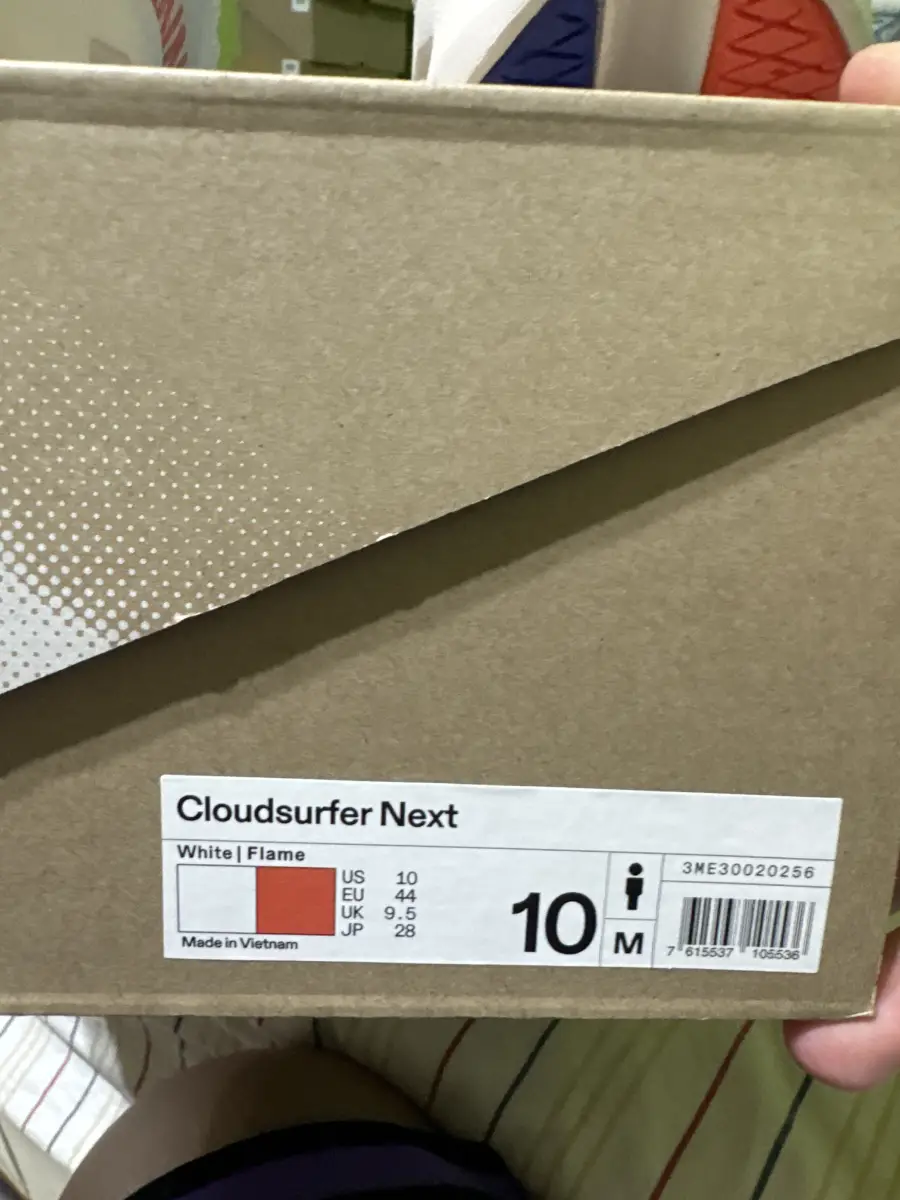 Cloudsurfer Next
White | Flame
US 10
EU 44
UK 9.5
JP 28
Made in Vietnam
10
M
3ME30020256
7 615537 105536